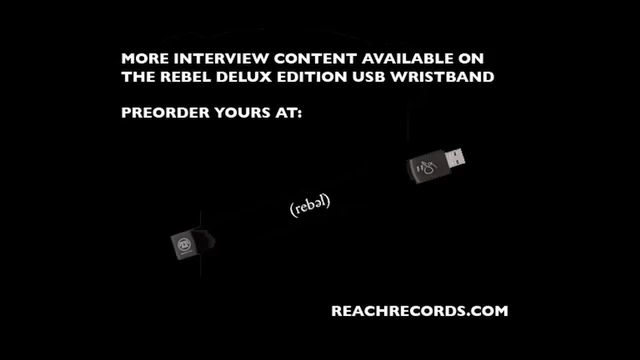 MORE INTERVIEW CONTENT AVAILABLE ON
THE REBEL DELUX EDITION USB WRISTBAND
PREORDER YOURS AT:
(rebəl)
REACHRECORDS.COM